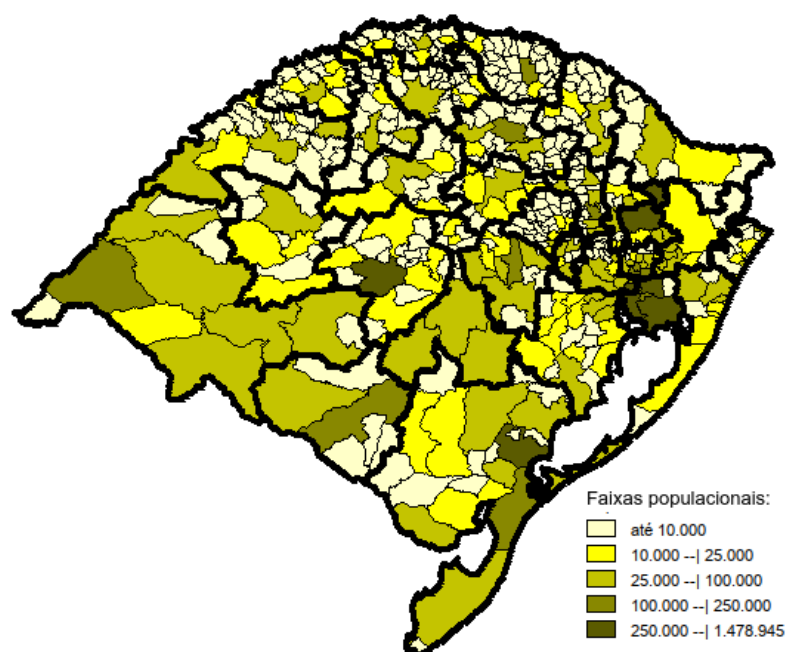 Faixas populacionais:
até 10.000
10.000 --| 25.000
25.000 --| 100.000
100.000 --| 250.000
250.000 --| 1.478.945